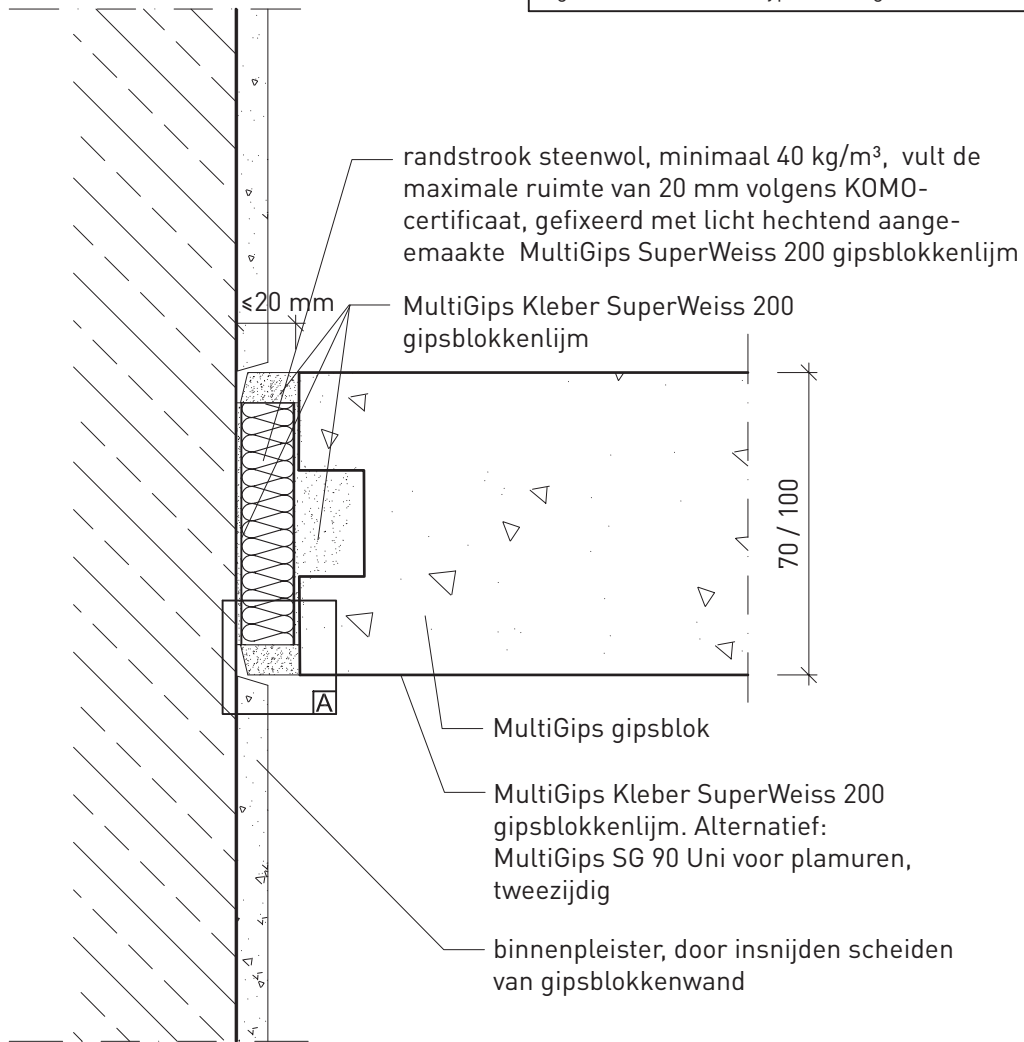 randstrook steenwol, minimaal 40 kg/m³, vult de
maximale ruimte van 20 mm volgens KOMO-
certificaat, gefixeerd met licht hechtend aange-
emaakte MultiGips SuperWeiss 200 gipsblokkenlijm
≤20 mm
MultiGips Kleber SuperWeiss 200
gipsblokkenlijm
70 / 100
A
MultiGips gipsblok
MultiGips Kleber SuperWeiss 200
gipsblokkenlijm. Alternatief:
MultiGips SG 90 Uni voor plamuren,
tweezijdig
binnenpleister, door insnijden scheiden
van gipsblokkenwand